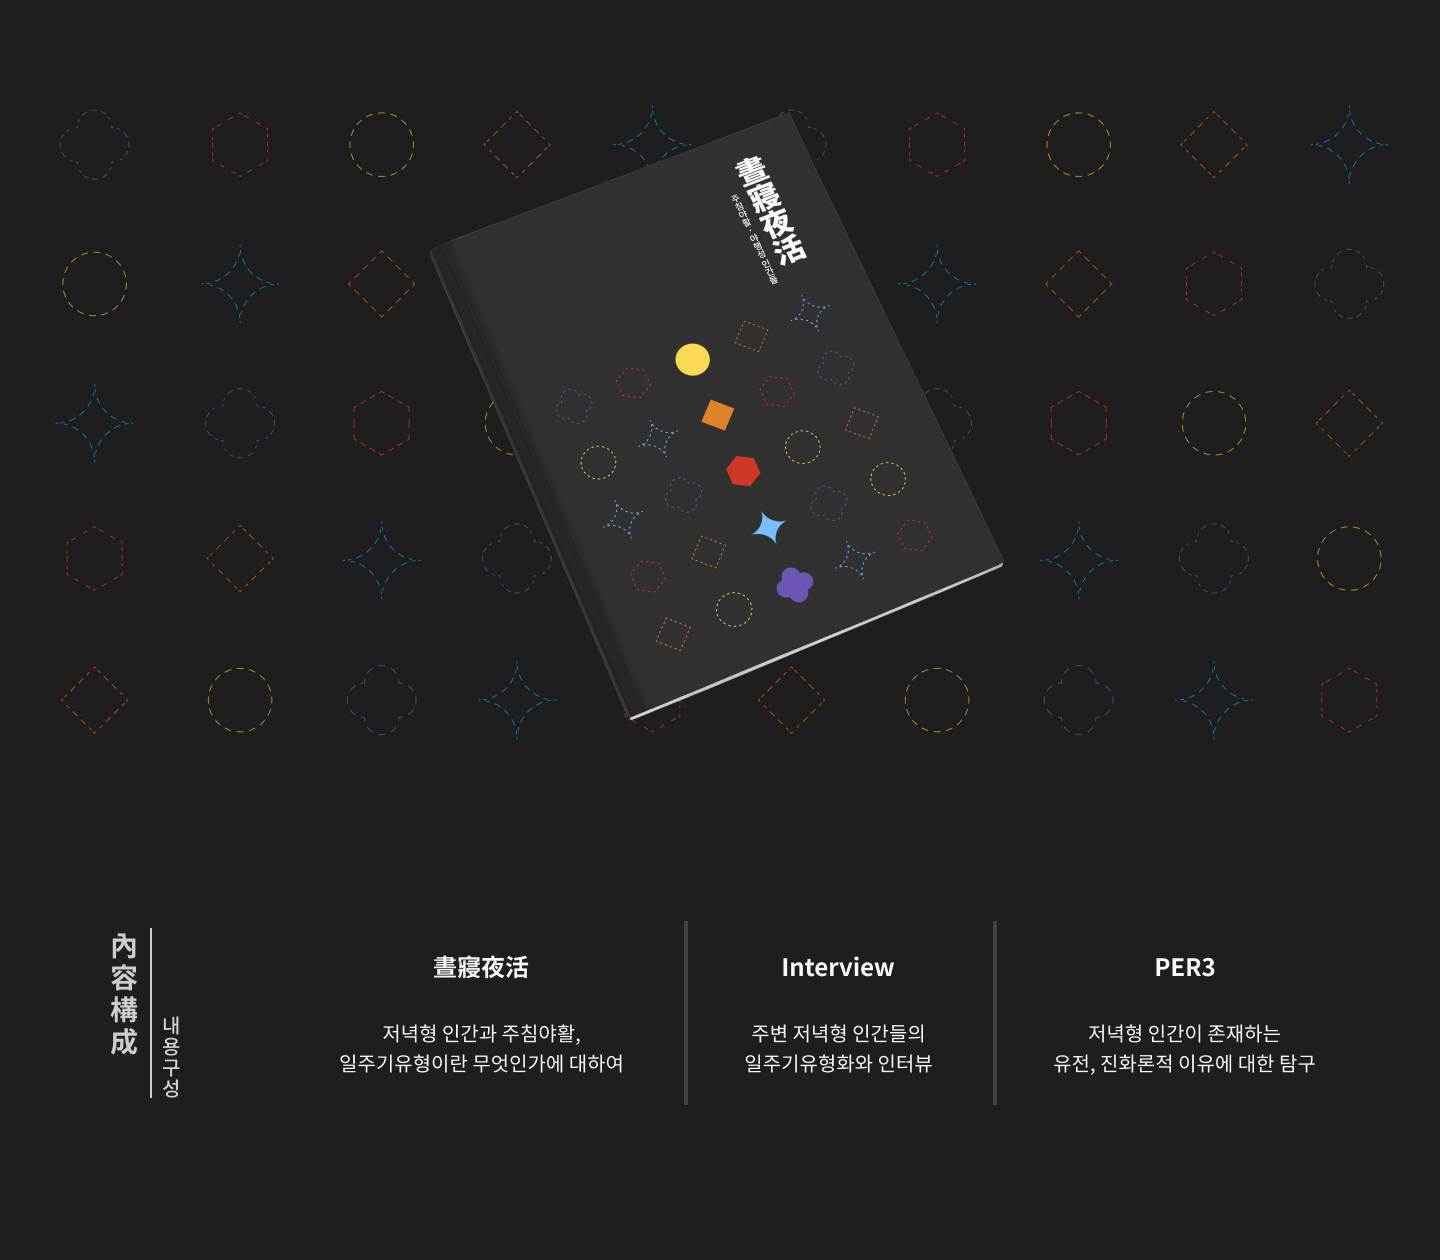 晝寢夜活
주침야활 · 야행성 인간들
內容構成
내용구성
晝寢夜活
저녁형 인간과 주침야활,
일주기유형이란 무엇인가에 대하여
Interview
주변 저녁형 인간들의
일주기유형화와 인터뷰
PER3
저녁형 인간이 존재하는
유전, 진화론적 이유에 대한 탐구